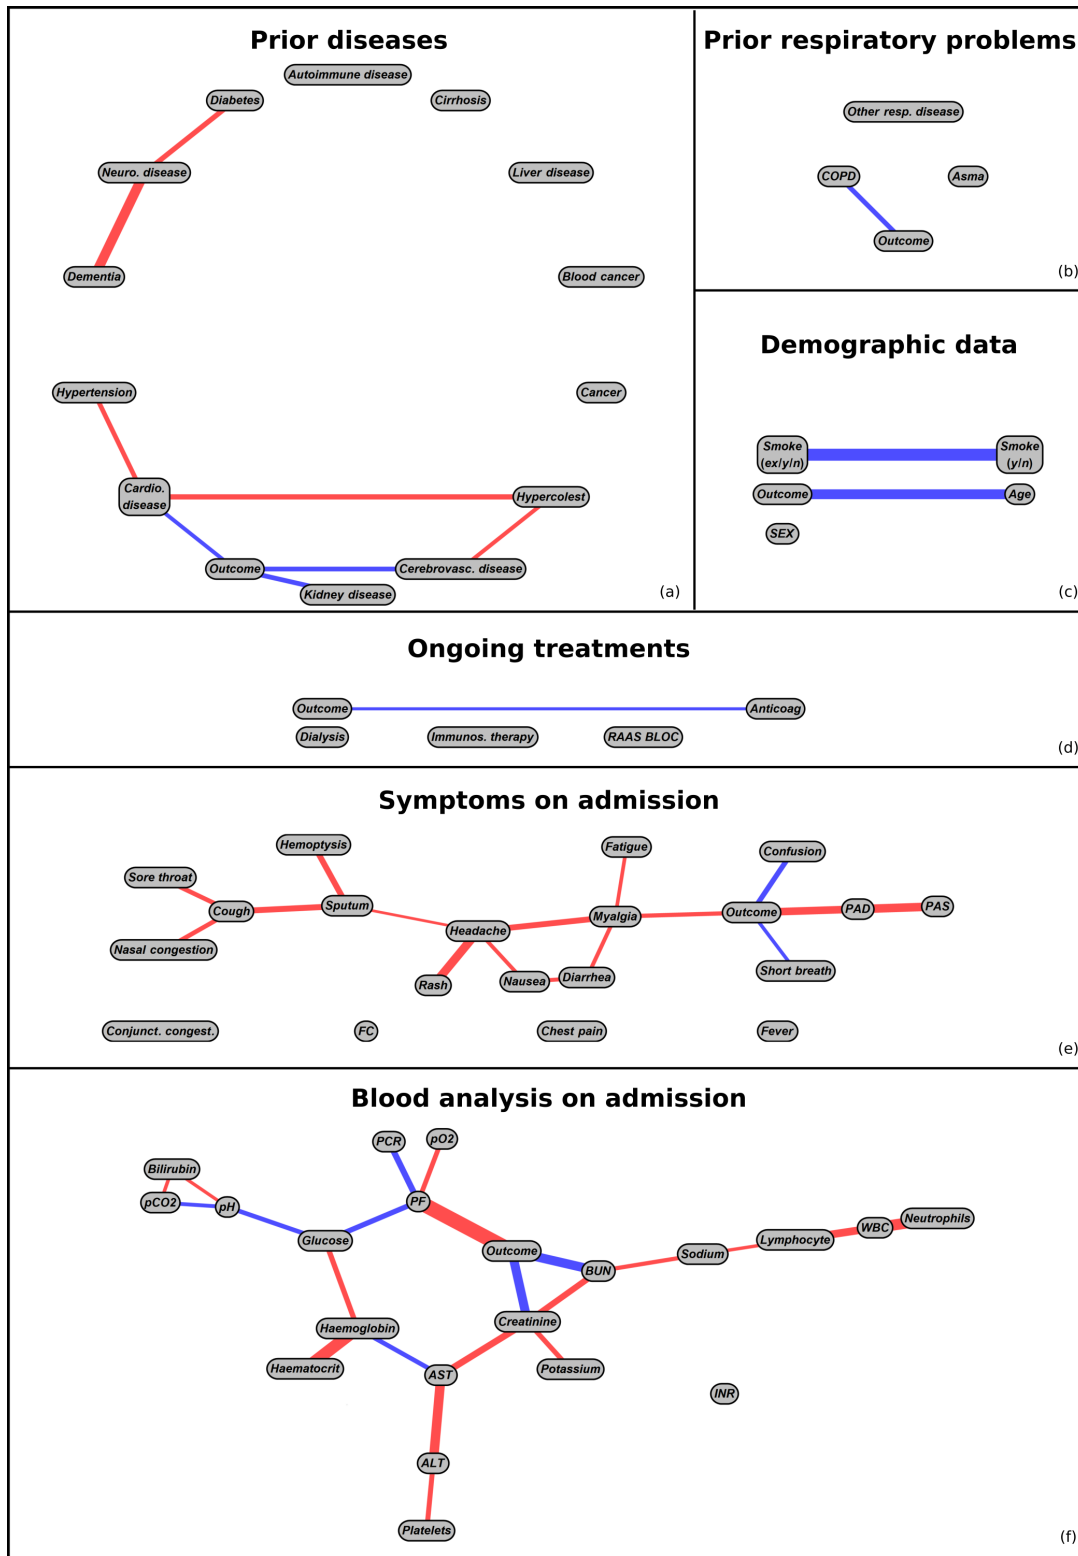 Prior diseases
Autoimmune disease
Diabetes
Cirrhosis
Neuro. disease
Liver disease
Dementia
Blood cancer
Hypertension
Cancer
Cardio.
disease
Hypercolest
Outcome
Cerebrovasc. disease
Kidney disease
(a)
Prior respiratory problems
Other resp. disease
COPD
Asma
Outcome
(b)
Demographic data
Smoke
(ex/y/n)
Smoke
(y/n)
Outcome
Age
SEX
(c)
Ongoing treatments
Outcome
Anticoag
Dialysis
Immunos. therapy
RAAS BLOC
(d)
Symptoms on admission
Hemoptysis
Fatigue
Confusion
Sore throat
Cough
Sputum
Headache
Myalgia
Outcome
PAD
PAS
Nasal congestion
Rash
Nausea
Diarrhea
Short breath
Conjunct. congest.
FC
Chest pain
Fever
(e)
Blood analysis on admission
PCR
pO2
Bilirubin
pCO2
pH
PF
Glucose
Outcome
BUN
Sodium
Lymphocyte
WBC
Neutrophils
Haemoglobin
Creatinine
Haematocrit
AST
Potassium
INR
ALT
Platelets
(f)